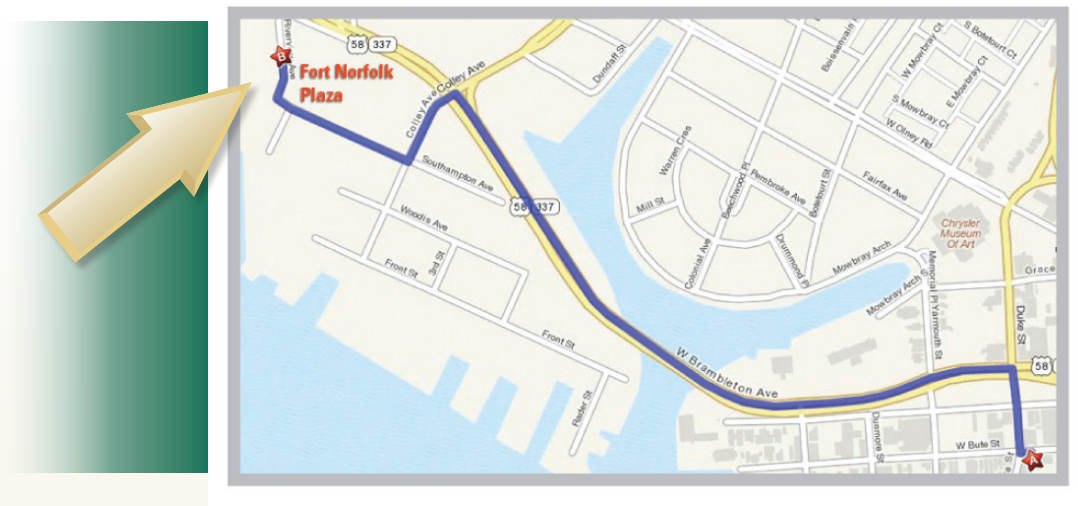 58 337
Colley Ave
Dundaff St
S Botetourt Ct
W Mowbray Ct
E Mowbray Ct
S Mowbray Ct
W Olney Rd
B
Fort Norfolk
Plaza
Colley Ave
Southampton Ave
Warren Cres
Beechwood Pl
Pembroke Ave
Botetourt St
Fairfax Ave
Mill St
58 337
Chrysler
Museum
Of Art
Woodis Ave
3rd St
Front St
Colonial Ave
Drummond Pl
Mowbray Arch
Mowbray Arch
Memorial Pl
Yarmouth St
Grace
Duke St
Front St
W Brambleton Ave
58
Rader St
Dunmore St
W Bute St
A